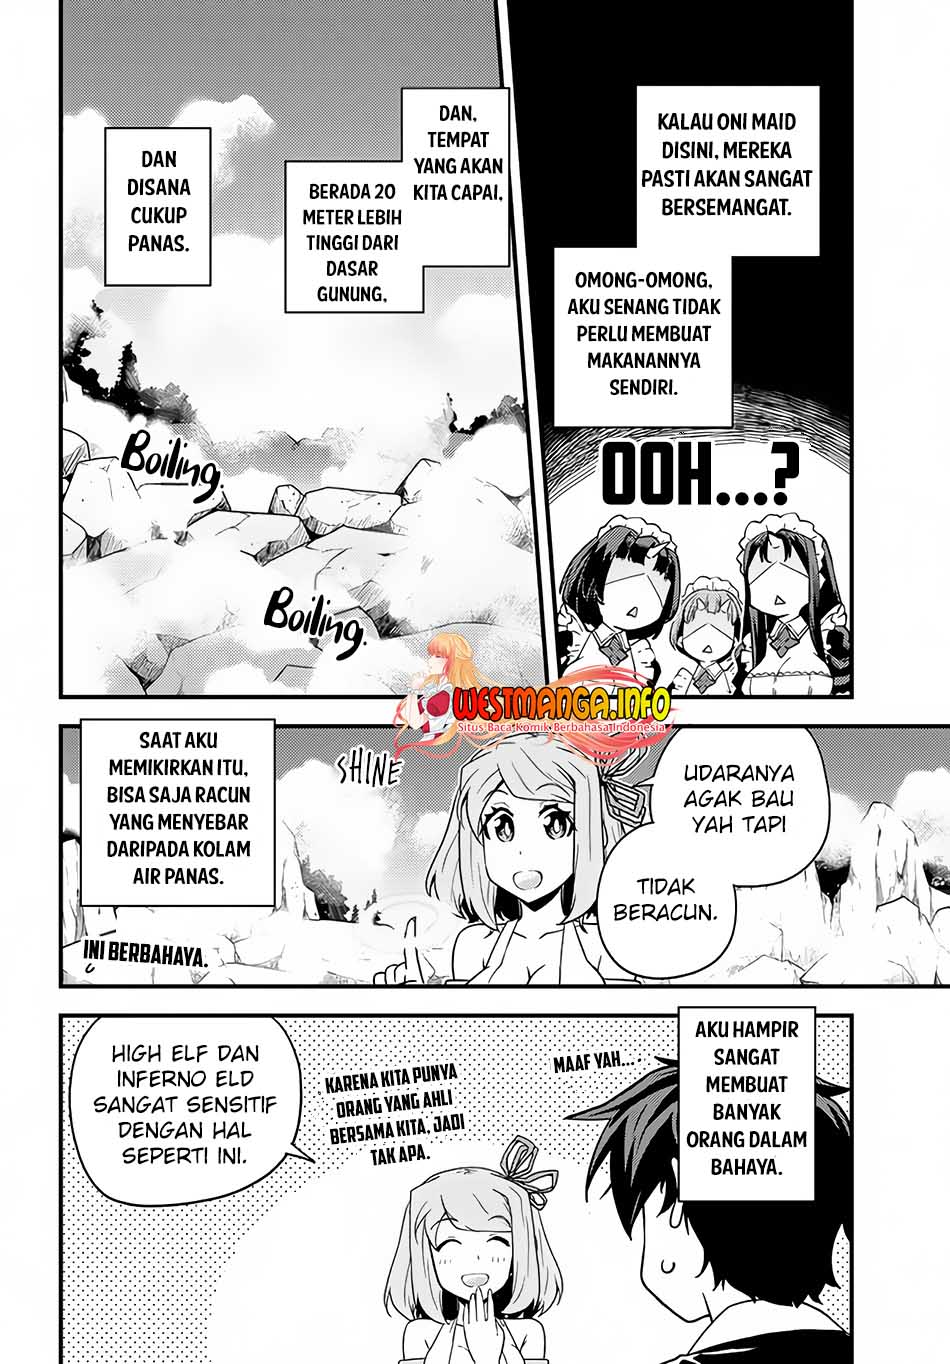 KALAU ONI MAID
DISINI, MEREKA
PASTI AKAN SANGAT
BERSEMANGAT.
OMONG-OMONG,
AKU SENANG TIDAK
PERLU MEMBUAT
MAKANANNYA
SENDIRI.
OOH...?
DAN,
TEMPAT
YANG AKAN
KITA CAPAI,
BERADA 20
METER LEBIH
TINGGI DARI
DASAR
GUNUNG,
DAN
DISANA
CUKUP
PANAS.
Boiling.
Boiling.
WESTMANGA.INFO
Situs Baca Komik Berbahasa Indonesia
UDARANYA
AGAK BAU
YAH TAPI
TIDAK
BERACUN.
SHINE
SAAT AKU
MEMIKIRKAN ITU,
BISA SAJA RACUN
YANG MENYEBAR
DARIPADA KOLAM
AIR PANAS.
INI BERBAHAYA.
AKU HAMPIR
SANGAT
MEMBUAT
BANYAK
ORANG DALAM
BAHAYA.
MAAF YAH...
KARENA KITA PUNYA
ORANG YANG AHLI
BERSAMA KITA, JADI
TAK APA.
HIGH ELF DAN
INFERNO ELD
SANGAT SENSITIF
DENGAN HAL
SEPERTI INI.